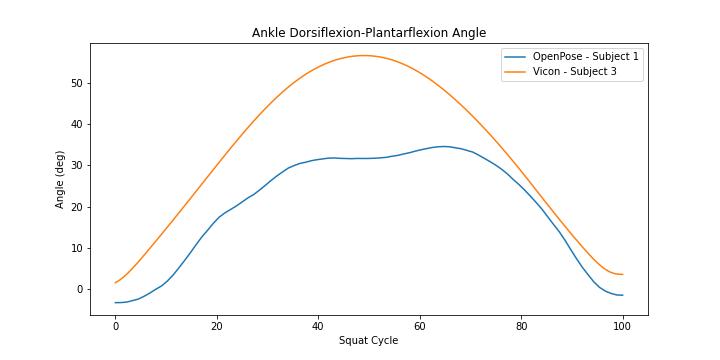 Ankle Dorsiflexion-Plantarflexion Angle
OpenPose - Subject 1
Vicon - Subject 3
50
40
30
20
10
0
Angle (deg)
0 20 40 60 80 100
Squat Cycle